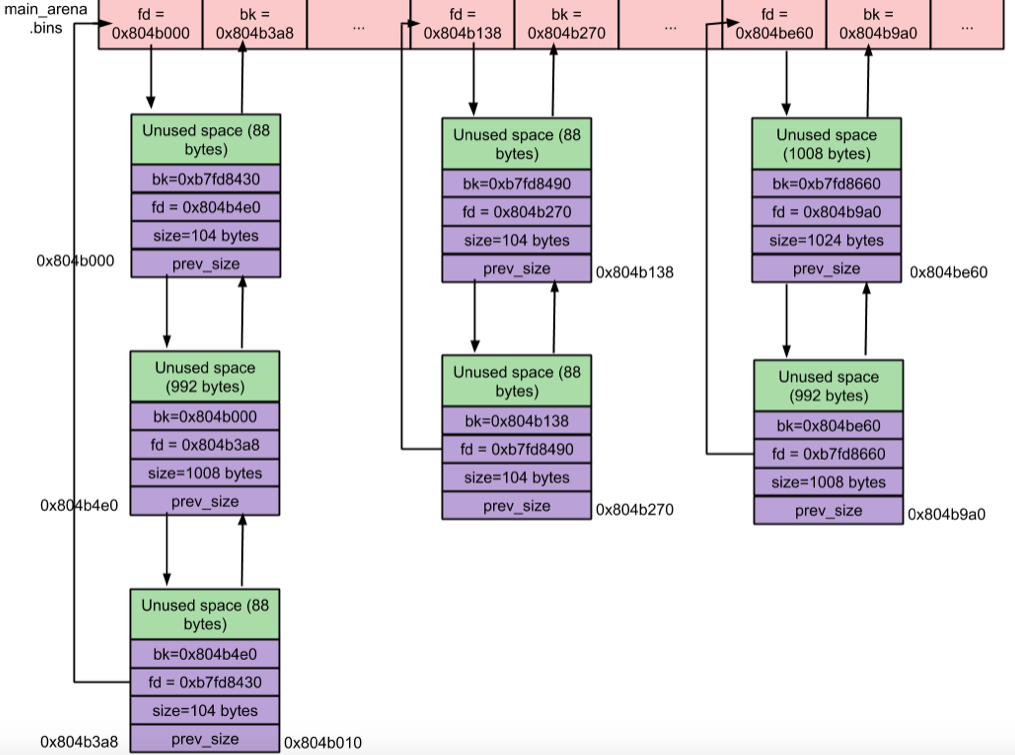 main_arena
.bins
fd =
0x804b000
bk =
0x804b3a8
...
fd =
0x804b138
bk =
0x804b270
...
fd =
0x804be60
bk =
0x804b9a0
...
Unused space (88
bytes)
bk=0xb7fd8430
fd = 0x804b4e0
size=104 bytes
prev_size
0x804b000
Unused space
(992 bytes)
bk=0x804b000
fd = 0x804b3a8
size=1008 bytes
prev_size
0x804b4e0
Unused space (88
bytes)
bk=0x804b4e0
fd = 0xb7fd8430
size=104 bytes
prev_size
0x804b3a8
0x804b010
Unused space (88
bytes)
bk=0xb7fd8490
fd = 0x804b270
size=104 bytes
prev_size
0x804b138
Unused space (88
bytes)
bk=0x804b138
fd = 0xb7fd8490
size=104 bytes
prev_size
0x804b270
Unused space
(1008 bytes)
bk=0xb7fd8660
fd = 0x804b9a0
size=1024 bytes
prev_size
0x804be60
Unused space
(992 bytes)
bk=0x804be60
fd = 0xb7fd8660
size=1008 bytes
prev_size
0x804b9a0